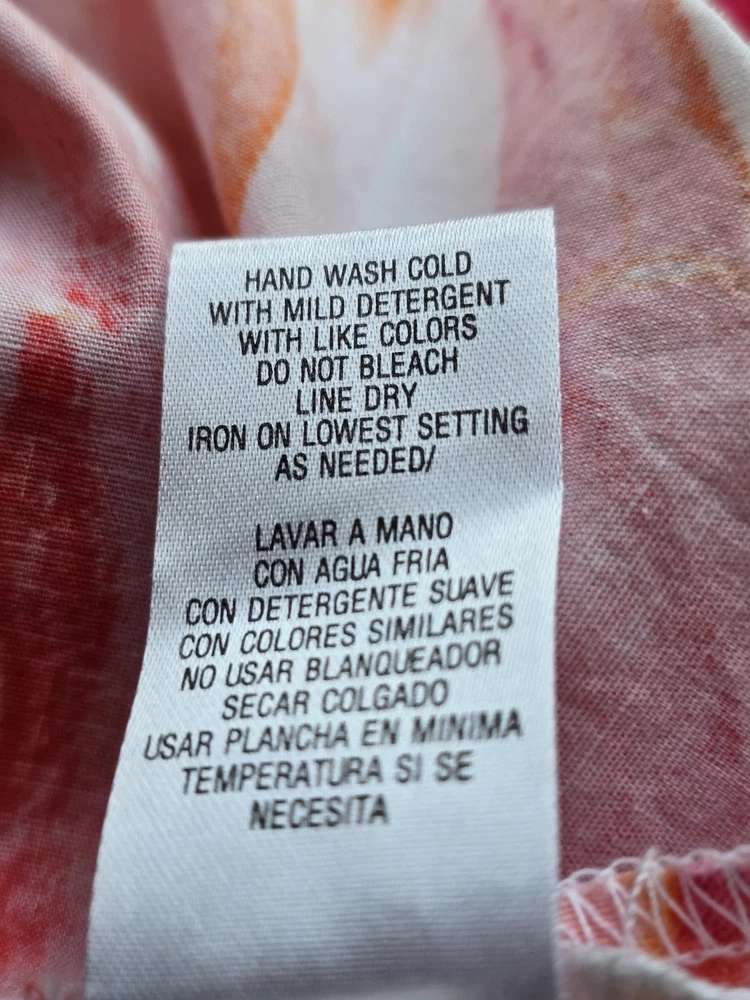 HAND WASH COLD
WITH MILD DETERGENT
WITH LIKE COLORS
DO NOT BLEACH
LINE DRY
IRON ON LOWEST SETTING
AS NEEDED/
LAVAR A MANO
CON AGUA FRIA
CON DETERGENTE SUAVE
CON COLORES SIMILARES
NO USAR BLANQUEADOR
SECAR COLGADO
USAR PLANCHA EN MINIMA
TEMPERATURA SI SE
NECESITA